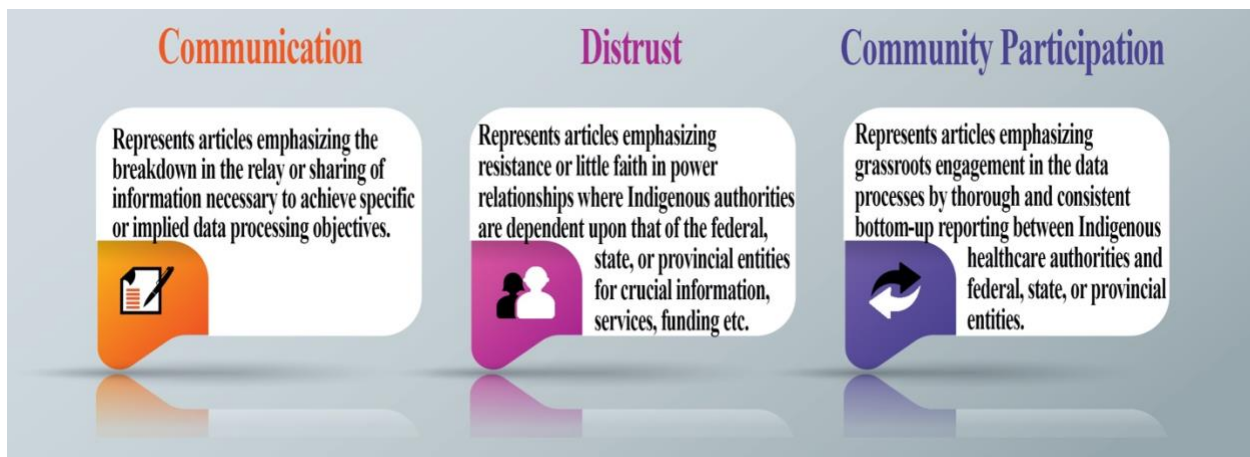 Communication
Represents articles emphasizing the
breakdown in the relay or sharing of
information necessary to achieve specific
or implied data processing objectives.
Distrust
Represents articles emphasizing
resistance or little faith in power
relationships where Indigenous authorities
are dependent upon that of the federal,
state, or provincial entities
for crucial information,
services, funding etc.
Community Participation
Represents articles emphasizing
grassroots engagement in the data
processes by thorough and consistent
bottom-up reporting between Indigenous
healthcare authorities and
federal, state, or provincial
entities.